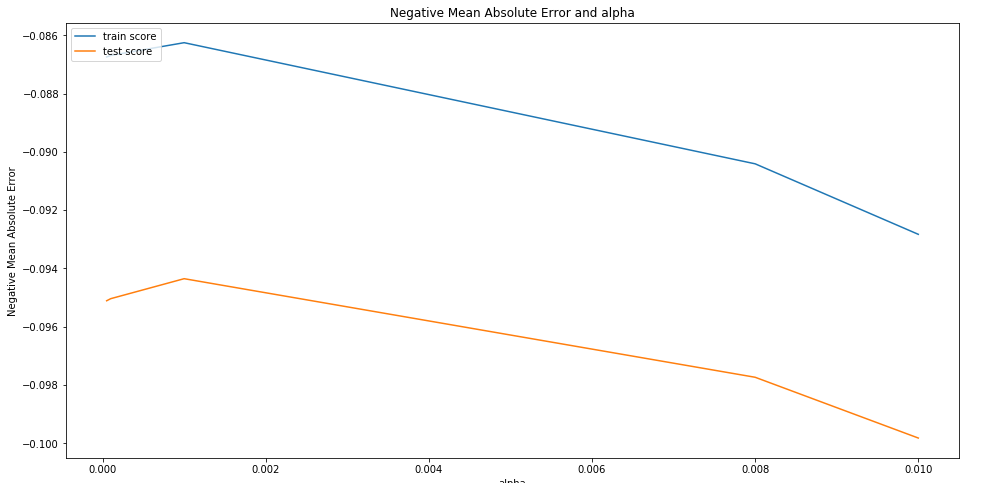 Negative Mean Absolute Error and alpha
train score
test score
−0.086
−0.088
−0.090
−0.092
−0.094
−0.096
−0.098
−0.100
Negative Mean Absolute Error
0.000 0.002 0.004 0.006 0.008 0.010
alpha